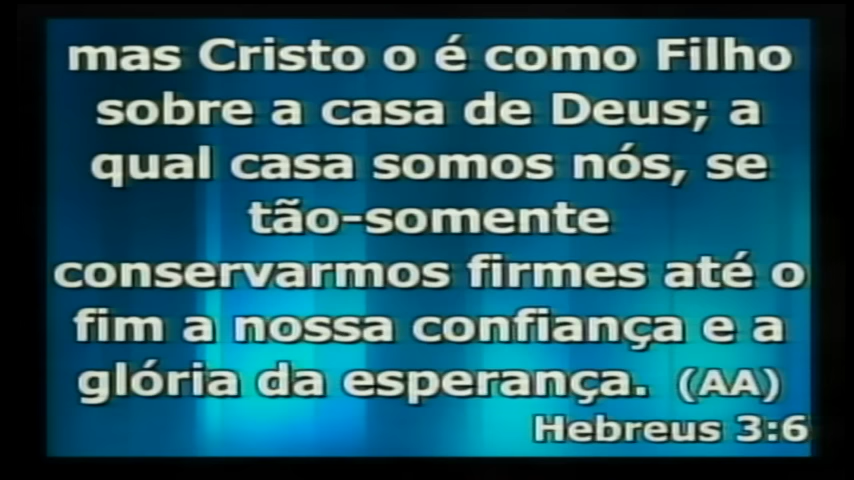 mas Cristo o é como Filho
sobre a casa de Deus; a
qual casa somos nós, se
tão-somente
conservarmos firmes até o
fim a nossa confiança e a
glória da esperança. (AA)
Hebreus 3:6